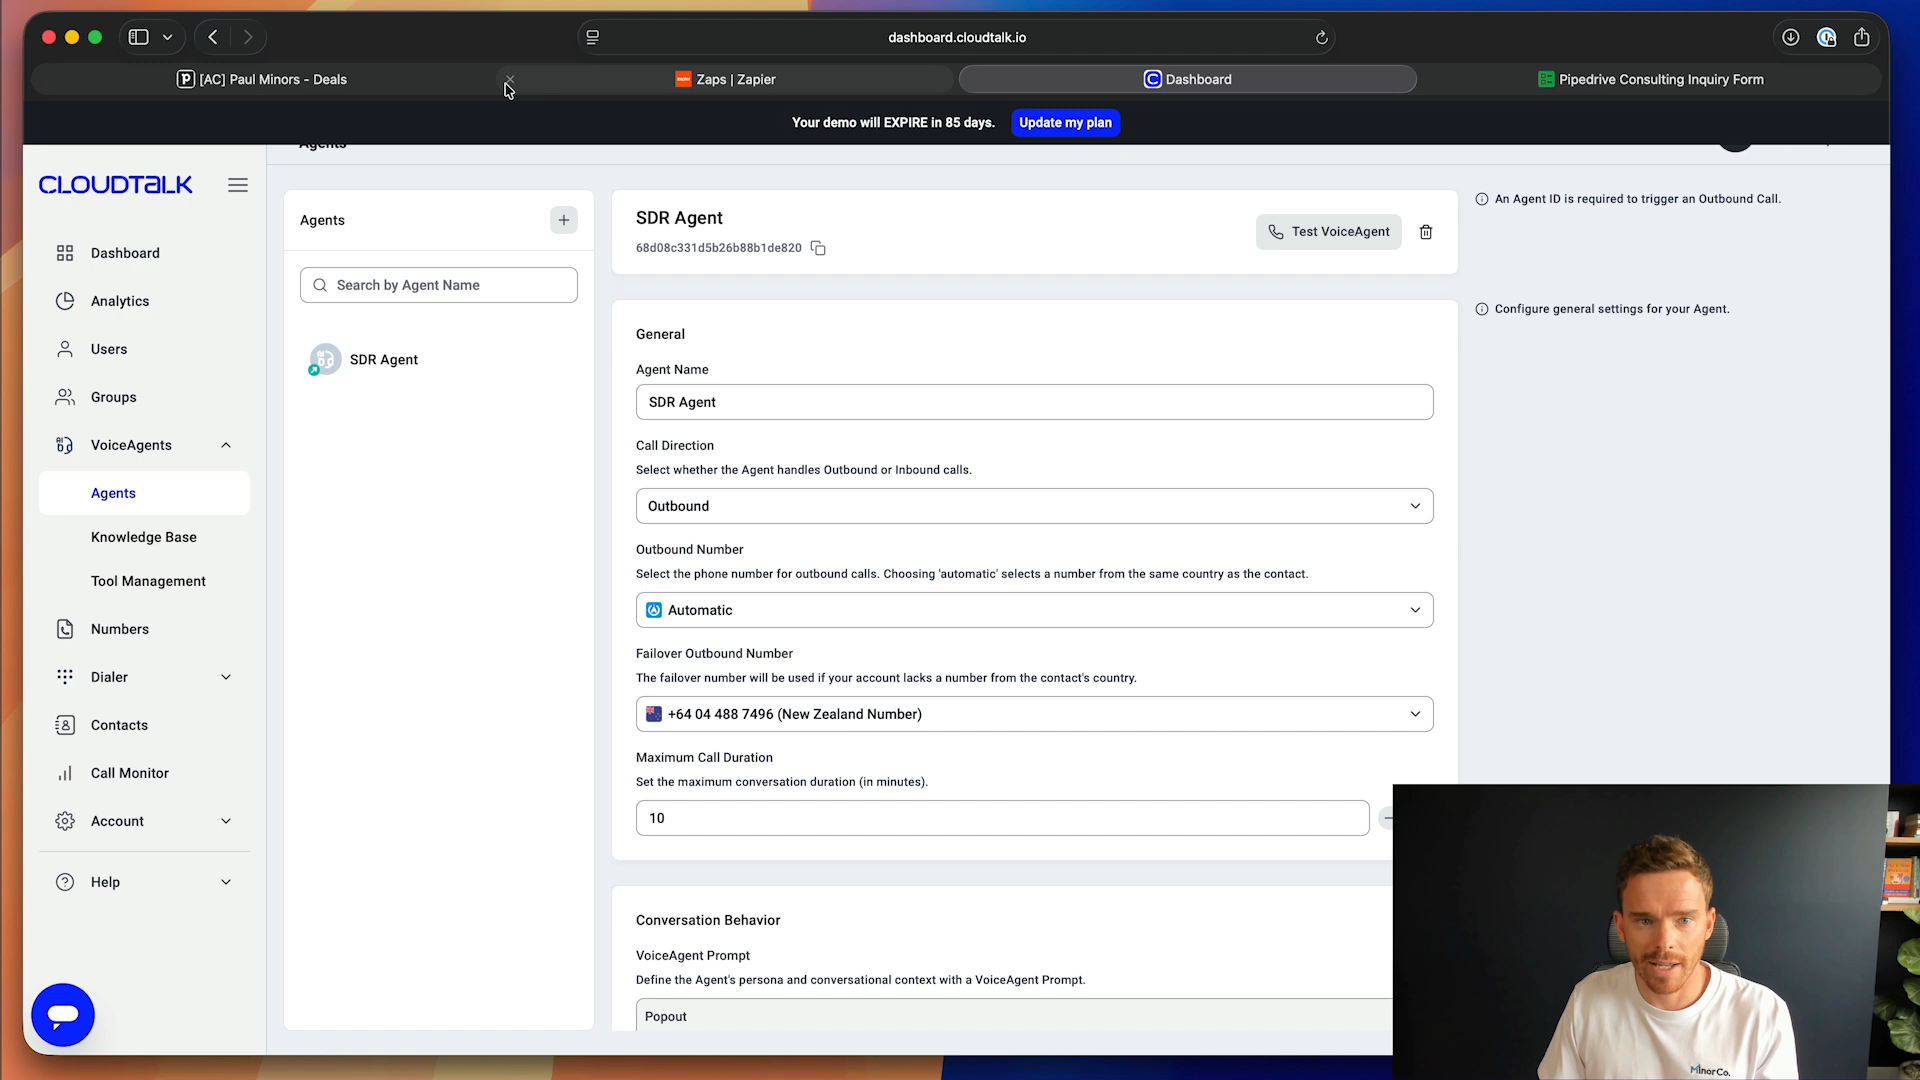 dashboard.cloudtalk.io
[AC] Paul Minors - Deals
Zaps | Zapier
Dashboard
Pipedrive Consulting Inquiry Form
Your demo will EXPIRE in 85 days.
Update my plan
Agents
CLOUDTALK
Dashboard
Analytics
Users
Groups
VoiceAgents
Agents
Knowledge Base
Tool Management
Numbers
Dialer
Contacts
Call Monitor
Account
Help
Agents
Search by Agent Name
SDR Agent
SDR Agent
68d08c331d5b26b88b1de820
Test VoiceAgent
An Agent ID is required to trigger an Outbound Call.
General
Configure general settings for your Agent.
Agent Name
SDR Agent
Call Direction
Select whether the Agent handles Outbound or Inbound calls.
Outbound
Outbound Number
Select the phone number for outbound calls. Choosing 'automatic' selects a number from the same country as the contact.
Automatic
Failover Outbound Number
The failover number will be used if your account lacks a number from the contact's country.
+64 04 488 7496 (New Zealand Number)
Maximum Call Duration
Set the maximum conversation duration (in minutes).
10
Conversation Behavior
VoiceAgent Prompt
Define the Agent's persona and conversational context with a VoiceAgent Prompt.
Popout
MinorCo.